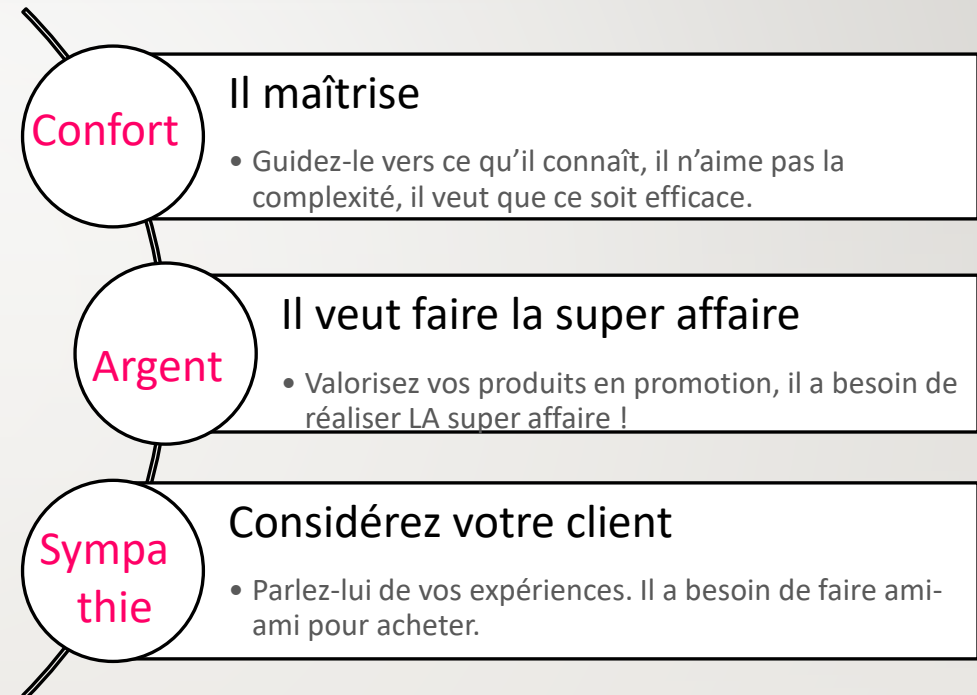 Confort
Il maîtrise
• Guidez-le vers ce qu’il connaît, il n’aime pas la
complexité, il veut que ce soit efficace.
Argent
Il veut faire la super affaire
• Valorisez vos produits en promotion, il a besoin de
réaliser LA super affaire !
Sympa
thie
Considérez votre client
• Parlez-lui de vos expériences. Il a besoin de faire ami-
ami pour acheter.